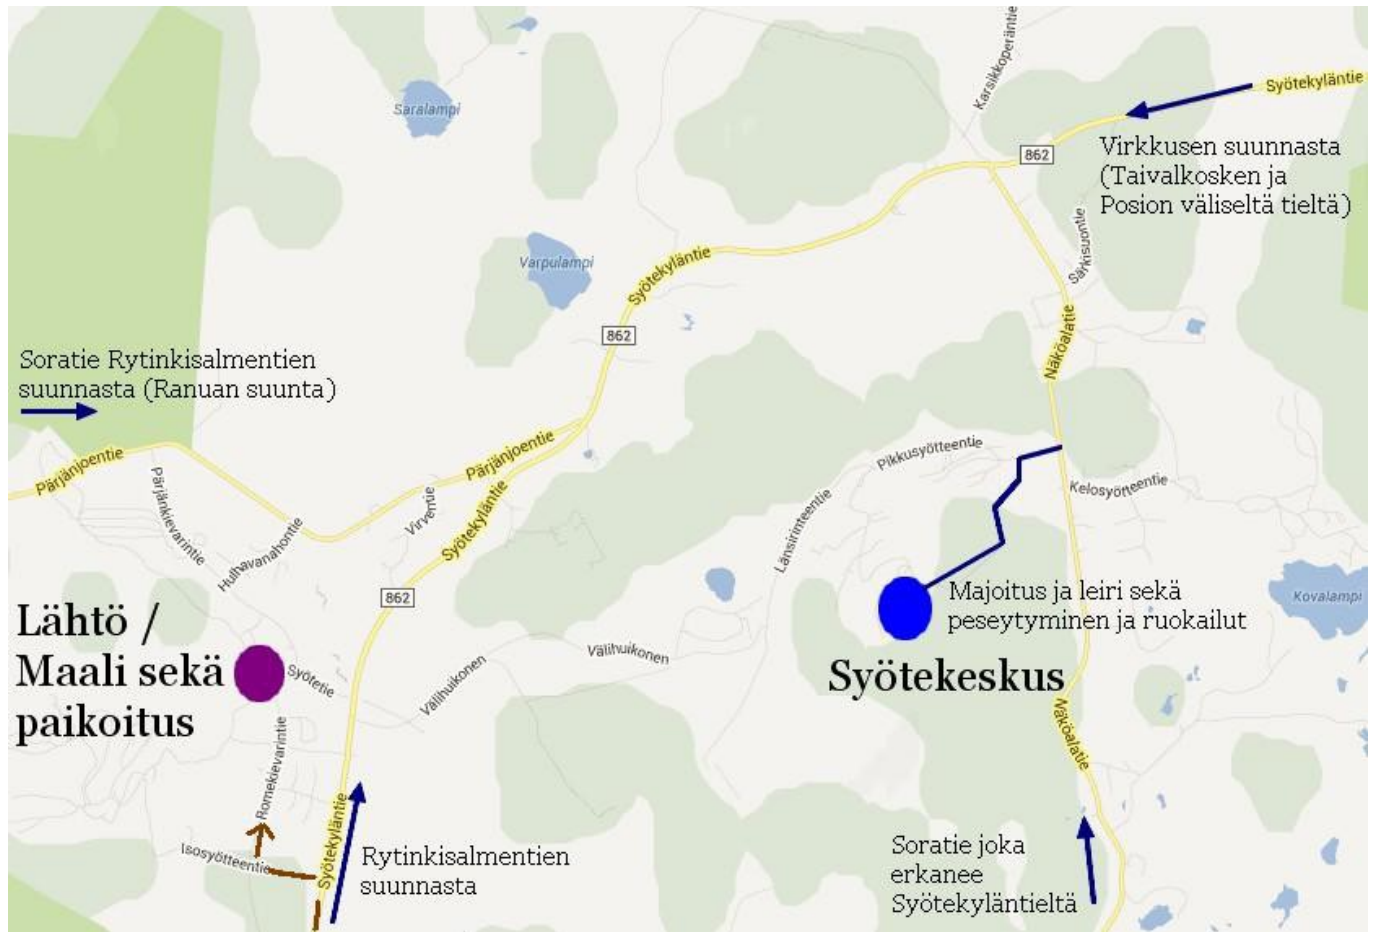 Karsikkoperäntie
Syötekyläntie
Saralampi
862
Virkkusen suunnasta
(Taivalkosken ja
Posion väliseltä tieltä)
Särkisuontie
Syötekyläntie
Varpulampi
862
Näköalatie
Soratie Rytinkisalmentien
suunnasta (Ranuan suunta)
Pärjänjoentie
Pärjänjoentie
Pikkusyötteentie
Kelosyötteentie
Pärjänkievarintie
Virventie
Syötekyläntie
Länsirinteentie
Hulhavanahontie
862
Majoitus ja leiri sekä
peseytyminen ja ruokailut
Kovalampi
Lähtö /
Maali sekä
paikoitus
Syötetie
Välihuikonen
Välihuikonen
Syötekeskus
Näköalatie
Romekievarintie
Syötekyläntie
Isosyötteentie
Rytinkisalmentien
suunnasta
Soratie joka
erkanee
Syötekyläntieltä